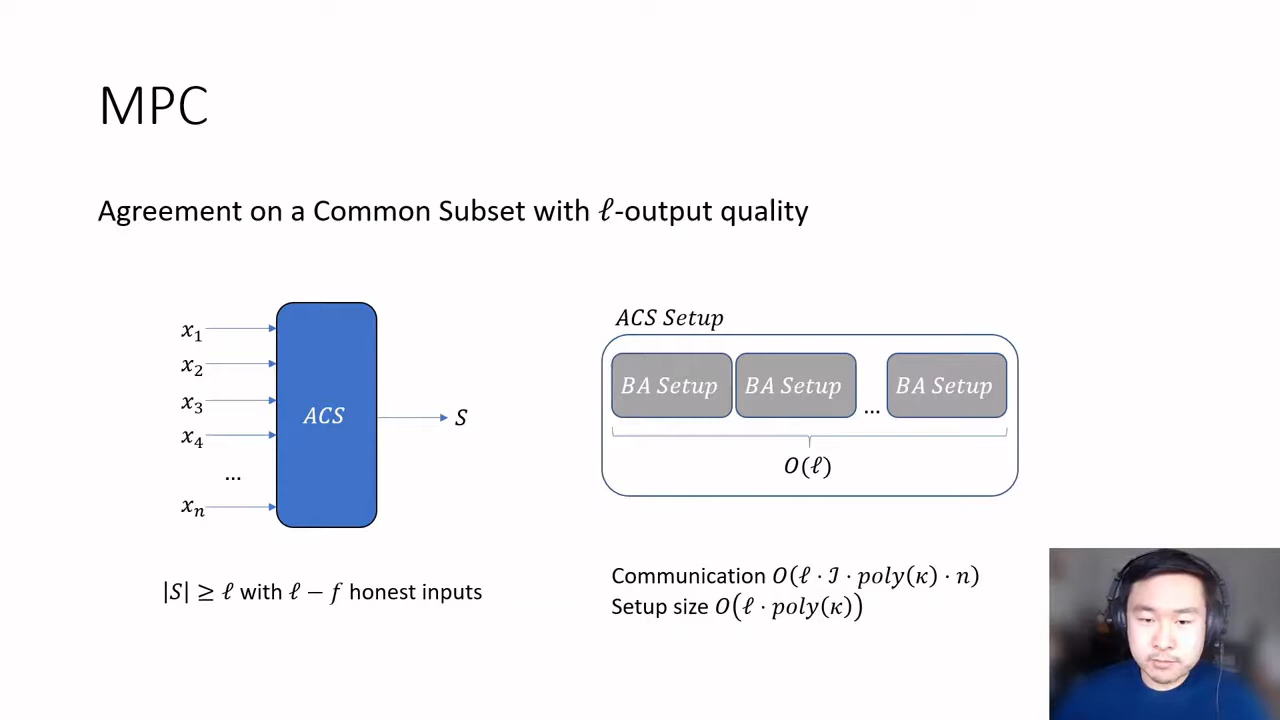 MPC
Agreement on a Common Subset with ℓ-output quality
x₁
x₂
x₃
x₄
...
xₙ
ACS
S
|S| ≥ ℓ with ℓ − f honest inputs
ACS Setup
BA Setup BA Setup ... BA Setup
O(ℓ)
Communication O(ℓ · ℐ · poly(κ) · n)
Setup size O(ℓ · poly(κ))